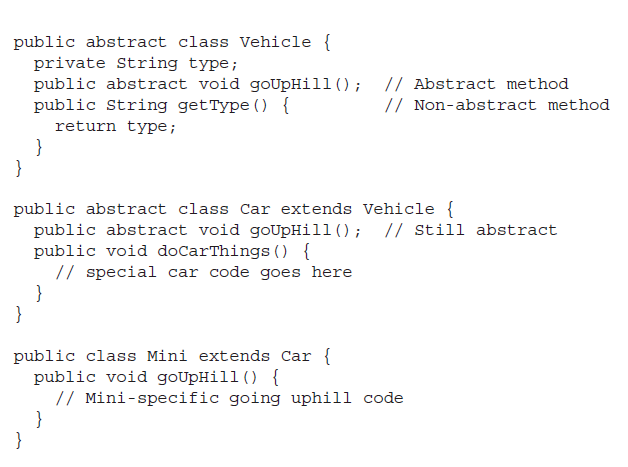 public abstract class Vehicle {
  private String type;
  public abstract void goUpHill();  // Abstract method
  public String getType() {         // Non-abstract method
    return type;
  }
}

public abstract class Car extends Vehicle {
  public abstract void goUpHill();  // Still abstract
  public void doCarThings() {
    // special car code goes here
  }
}

public class Mini extends Car {
  public void goUpHill() {
    // Mini-specific going uphill code
  }
}